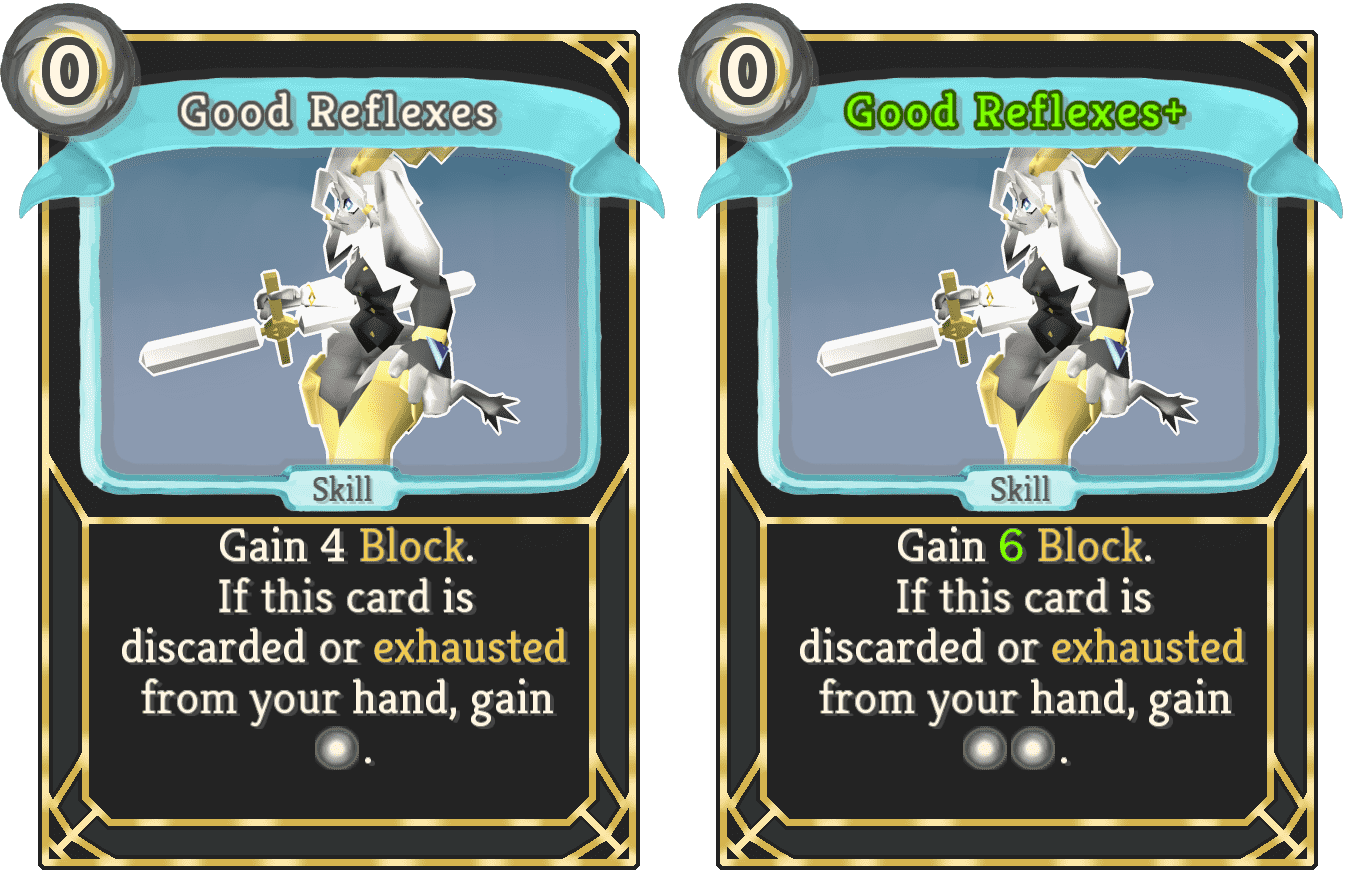 0
Good Reflexes
Skill
Gain 4 Block.
If this card is
discarded or exhausted
from your hand, gain
.
0
Good Reflexes+
Skill
Gain 6 Block.
If this card is
discarded or exhausted
from your hand, gain
.